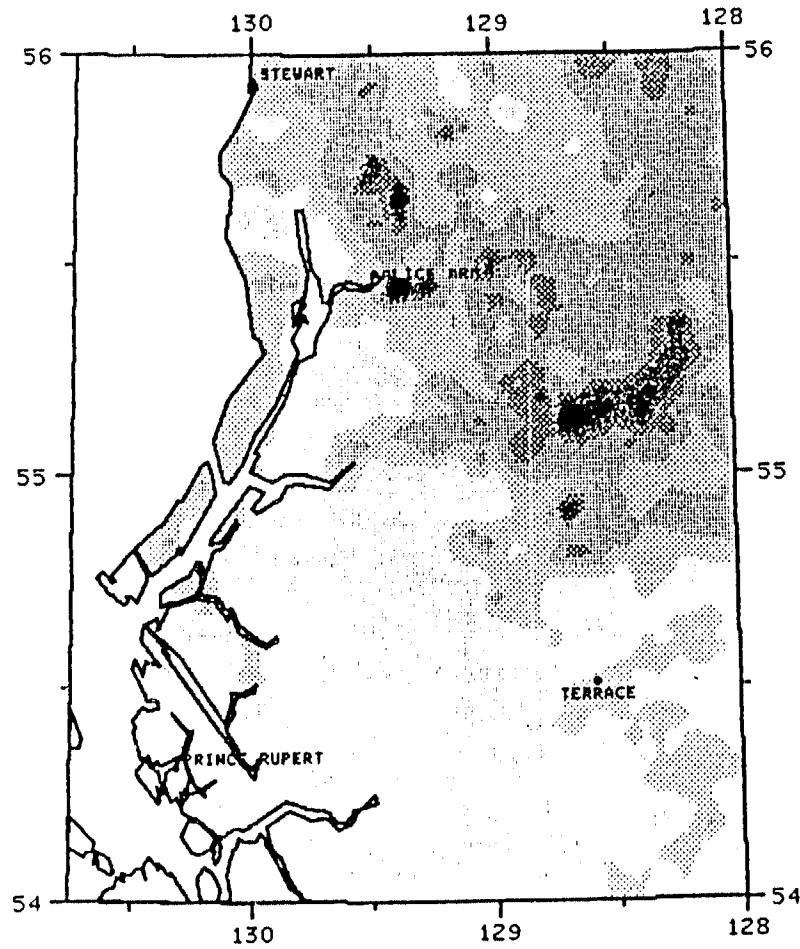 130 129 128
56 56
STEWART
ALICE ARM
55 55
TERRACE
PRINCE RUPERT
54 54
130 129 128